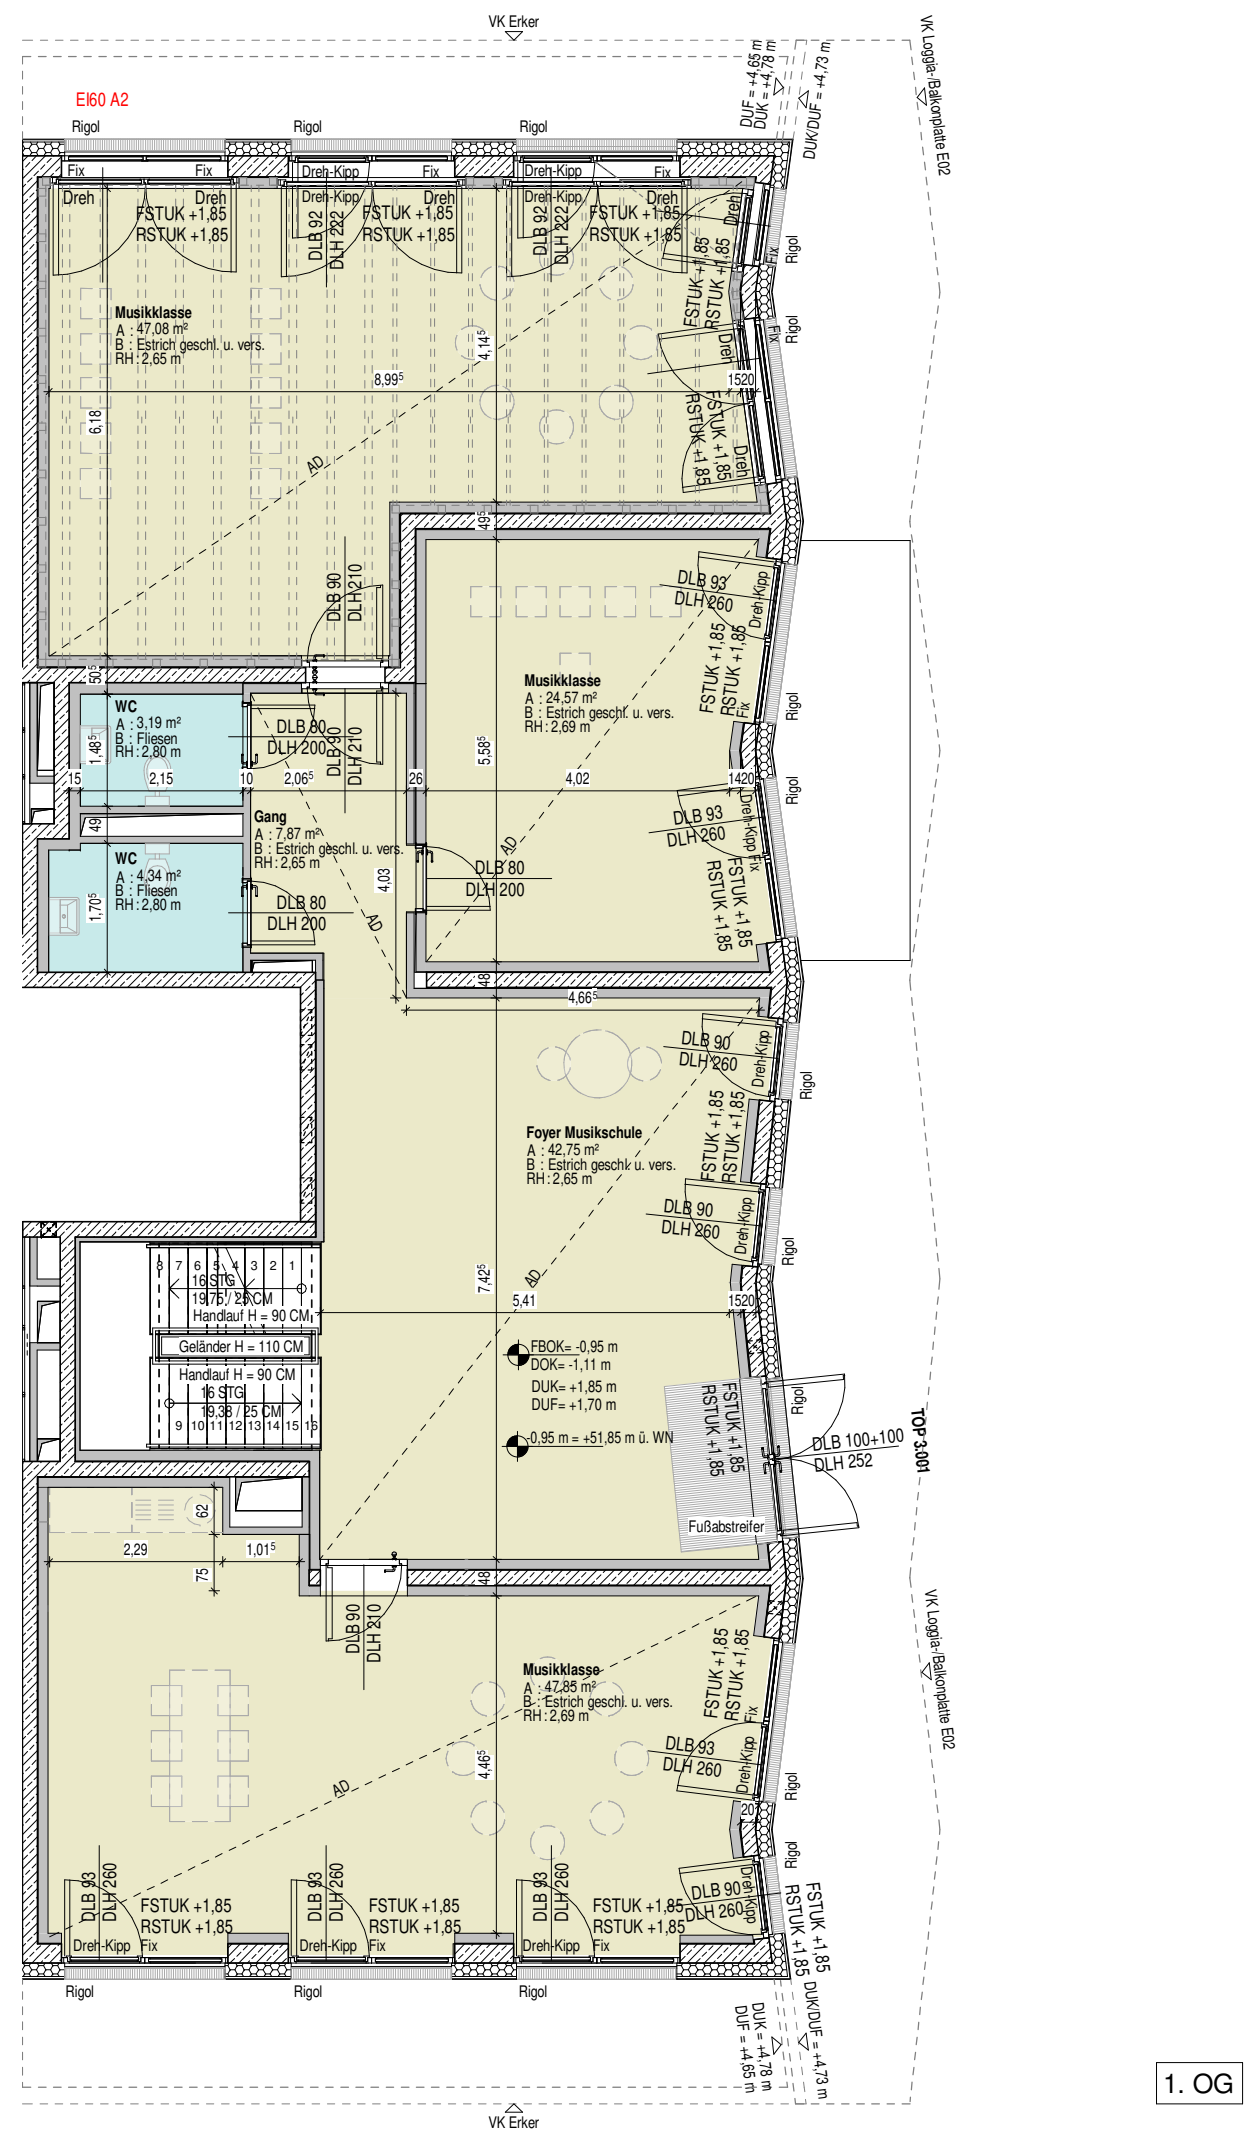 VK Erker
VK Loggia-/Balkonplatte E02
DUF = +4,65 m
DUK = +4,78 m
DUK/DUF = +4,73 m
EI60 A2
Rigol
Rigol
Rigol
Fix
Fix
Dreh-Kipp
Fix
Dreh-Kipp
Fix
Dreh
Dreh
Dreh-Kipp
Dreh
Dreh-Kipp
Dreh
FSTUK +1,85
RSTUK +1,85
DLB 92
DLH 222
FSTUK +1,85
RSTUK +1,85
DLB 92
DLH 222
FSTUK +1,85
RSTUK +1,85
Dreh
Fix
Rigol
FSTUK +1,85
RSTUK +1,85
Musikklasse
A : 47,08 m²
B : Estrich geschl. u. vers.
RH : 2,65 m
4,14⁵
Dreh
Fix
Rigol
8,99⁵
1520
6,18
FSTUK +1,85
RSTUK +1,85
Dreh
AD
49⁵
DLB 90
DLH 210
DLB 93
DLH 260
Dreh-Kipp
FSTUK +1,85
RSTUK +1,85
Fix
Rigol
50⁵
WC
A : 3,19 m²
B : Fliesen
RH : 2,80 m
1,48⁵
DLB 80
DLH 200
DLB 90
DLH 210
Musikklasse
A : 24,57 m²
B : Estrich geschl. u. vers.
RH : 2,69 m
5,58⁵
15
2,15
10
2,06⁵
26
4,02
1420
Rigol
49
Gang
A : 7,87 m²
B : Estrich geschl. u. vers.
RH : 2,65 m
DLB 93
DLH 260
Dreh-Kipp
Fix
AD
WC
A : 4,34 m²
B : Fliesen
RH : 2,80 m
1,70⁵
4,03
DLB 80
DLH 200
DLB 80
DLH 200
AD
FSTUK +1,85
RSTUK +1,85
48
4,66⁵
DLB 90
DLH 260
Dreh-Kipp
Rigol
FSTUK +1,85
RSTUK +1,85
Foyer Musikschule
A : 42,75 m²
B : Estrich geschl. u. vers.
RH : 2,65 m
DLB 90
DLH 260
Dreh-Kipp
Rigol
8 7 6 5 4 3 2 1
16 STG
19,75 / 25 CM
Handlauf H = 90 CM
Geländer H = 110 CM
Handlauf H = 90 CM
16 STG
19,38 / 25 CM
9 10 11 12 13 14 15 16
7,42⁵
AD
5,41
1520
FBOK= -0,95 m
DOK= -1,11 m
DUK= +1,85 m
DUF= +1,70 m
-0,95 m = +51,85 m ü. WN
FSTUK +1,85
RSTUK +1,85
Rigol
DLB 100+100
DLH 252
TOP 3.001
Fußabstreifer
62
2,29
1,01⁵
75
48
DLB 90
DLH 210
VK Loggia-/Balkonplatte E02
Musikklasse
A : 47,85 m²
B : Estrich geschl. u. vers.
RH : 2,69 m
FSTUK +1,85
RSTUK +1,85
Fix
DLB 93
DLH 260
Dreh-Kipp
Rigol
4,46⁵
AD
20
Rigol
DLB 93
DLH 260
DLB 93
DLH 260
DLB 93
DLH 260
DLB 90
DLH 260
Dreh-Kipp
FSTUK +1,85
RSTUK +1,85
FSTUK +1,85
RSTUK +1,85
FSTUK +1,85
RSTUK +1,85
FSTUK +1,85
RSTUK +1,85
Dreh-Kipp
Fix
Dreh-Kipp
Fix
Dreh-Kipp
Fix
Rigol
Rigol
Rigol
DUK = +4,78 m
DUF = +4,65 m
DUK/DUF = +4,73 m
VK Erker
1. OG